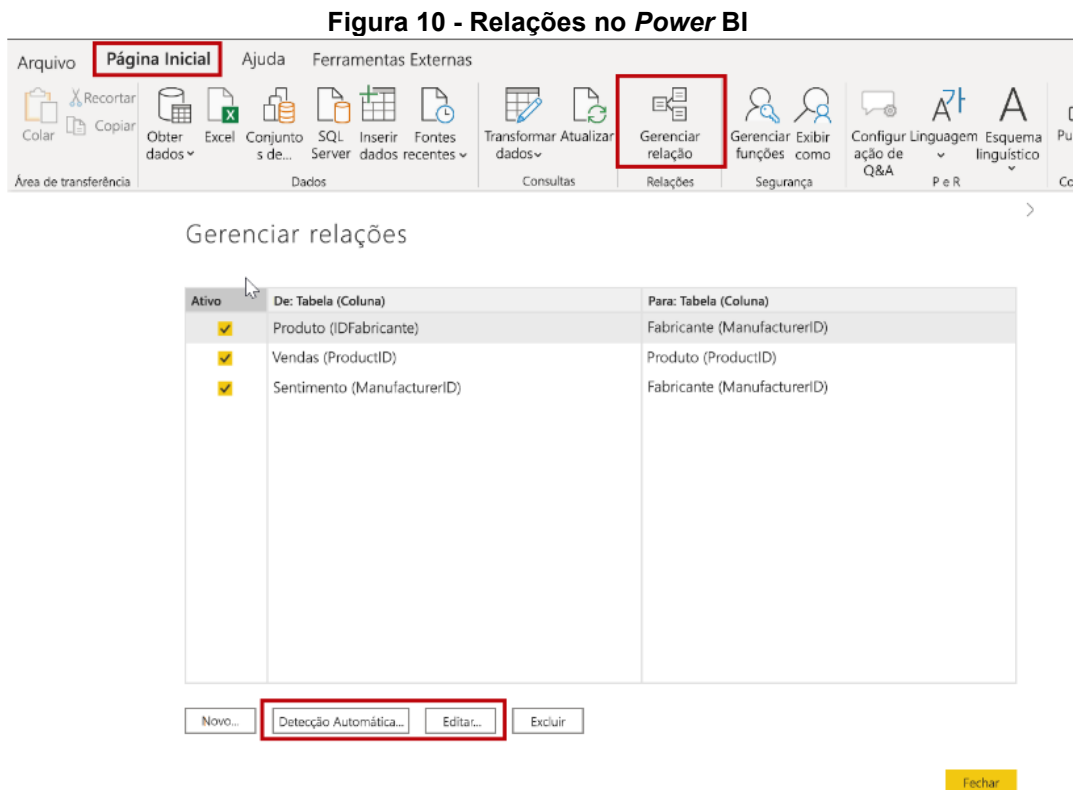 Figura 10 - Relações no Power BI
Arquivo Página Inicial Ajuda Ferramentas Externas
Colar
Recortar
Copiar
Obter dados
Excel
Conjunto s de...
SQL Server
Inserir dados
Fontes recentes
Transformar dados
Atualizar
Gerenciar relação
Gerenciar funções
Exibir como
Configur ação de Q&A
Linguagem
Esquema linguístico
Pu
Área de transferência Dados Consultas Relações Segurança P e R Co
Gerenciar relações
Ativo De: Tabela (Coluna) Para: Tabela (Coluna)
Produto (IDFabricante) Fabricante (ManufacturerID)
Vendas (ProductID) Produto (ProductID)
Sentimento (ManufacturerID) Fabricante (ManufacturerID)
Novo... Detecção Automática... Editar... Excluir
Fechar